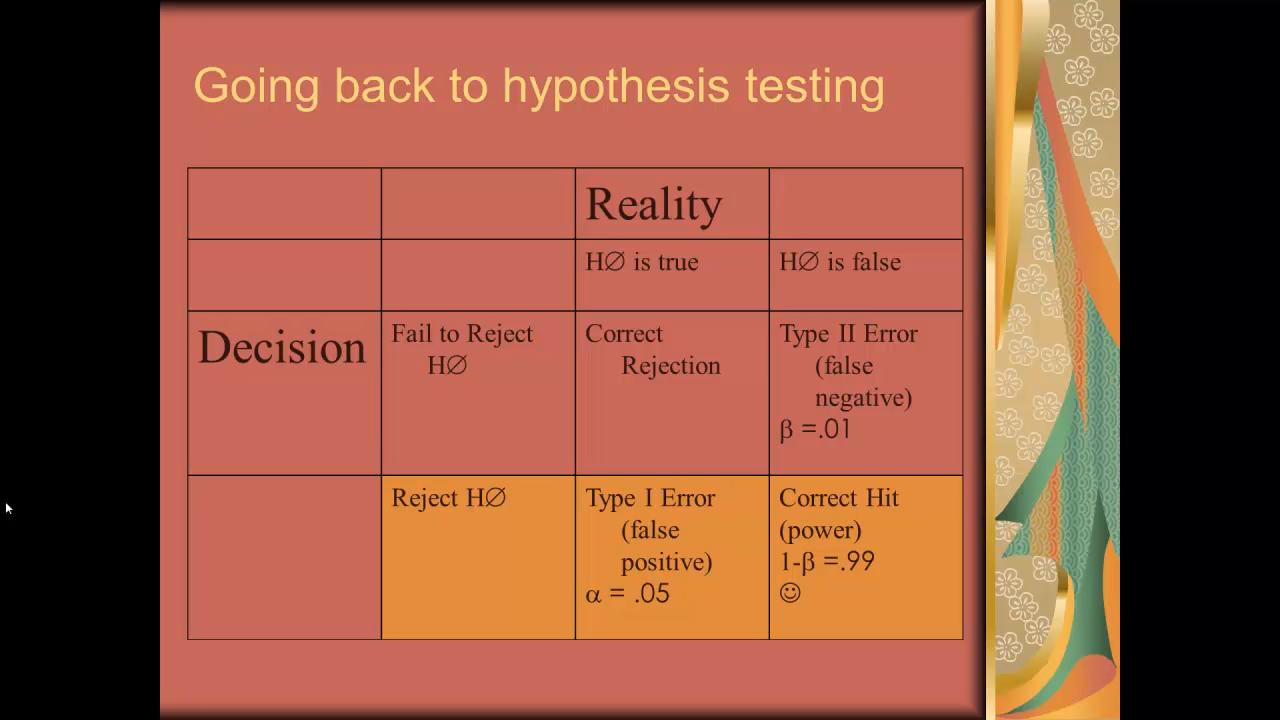 Going back to hypothesis testing
Reality
H∅ is true
H∅ is false
Decision
Fail to Reject
H∅
Correct
Rejection
Type II Error
(false
negative)
β =.01
Reject H∅
Type I Error
(false
positive)
α = .05
Correct Hit
(power)
1-β =.99
☺